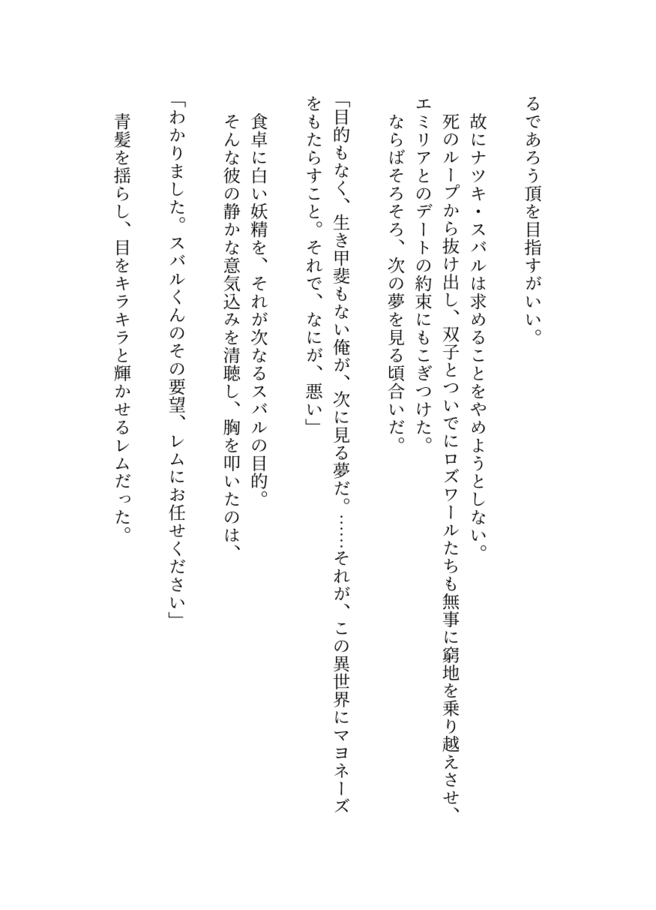 るであろう頂を目指すがいい。
故にナツキ・スバルは求めることをやめようとしない。
死のループから抜け出し、双子とついでにロズワールたちも無事に窮地を乗り越えさせ、
エミリアとのデートの約束にもこぎつけた。
ならばそろそろ、次の夢を見る頃合いだ。
「目的もなく、生き甲斐もない俺が、次に見る夢だ。……それが、この異世界にマヨネーズ
をもたらすこと。それで、なにが、悪い」
食卓に白い妖精を、それが次なるスバルの目的。
そんな彼の静かな意気込みを清聴し、胸を叩いたのは、
「わかりました。スバルくんのその要望、レムにお任せください」
青髪を揺らし、目をキラキラと輝かせるレムだった。